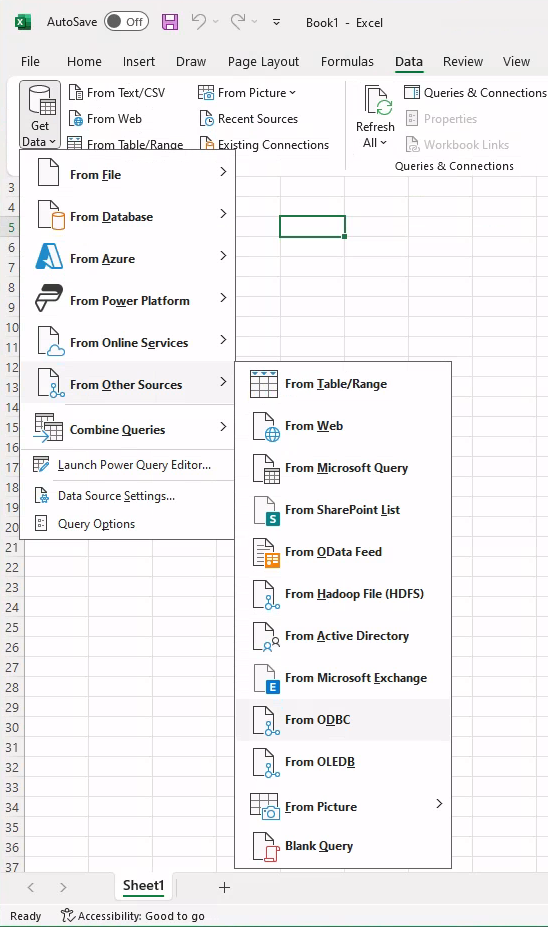 AutoSave Off Book1 - Excel
File Home Insert Draw Page Layout Formulas Data Review View
Get Data
From Text/CSV
From Web
From Table/Range
From Picture
Recent Sources
Existing Connections
Refresh All
Queries & Connections
Properties
Workbook Links
Queries & Connections
From File
From Database
From Azure
From Power Platform
From Online Services
From Other Sources
Combine Queries
Launch Power Query Editor...
Data Source Settings...
Query Options
From Table/Range
From Web
From Microsoft Query
From SharePoint List
From OData Feed
From Hadoop File (HDFS)
From Active Directory
From Microsoft Exchange
From ODBC
From OLEDB
From Picture
Blank Query
3
4
5
6
7
8
9
10
11
12
13
14
15
16
17
18
19
20
21
22
23
24
25
26
27
28
29
30
31
32
33
34
35
36
37
Sheet1
Ready Accessibility: Good to go